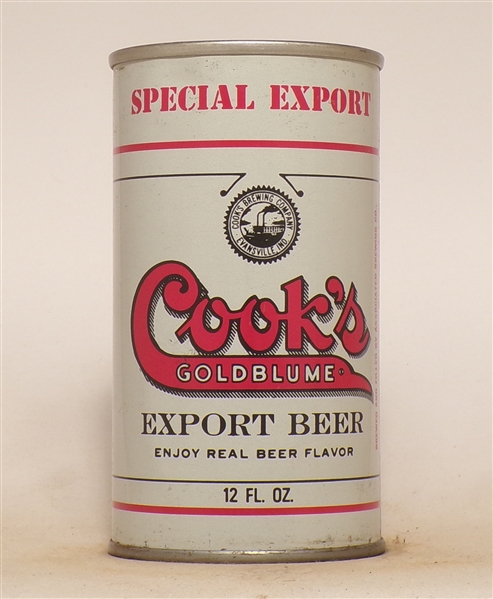 SPECIAL EXPORT
COOK'S BREWING COMPANY
EVANSVILLE, IND.
Cook's
GOLDBLUME
EXPORT BEER
ENJOY REAL BEER FLAVOR
12 FL. OZ.